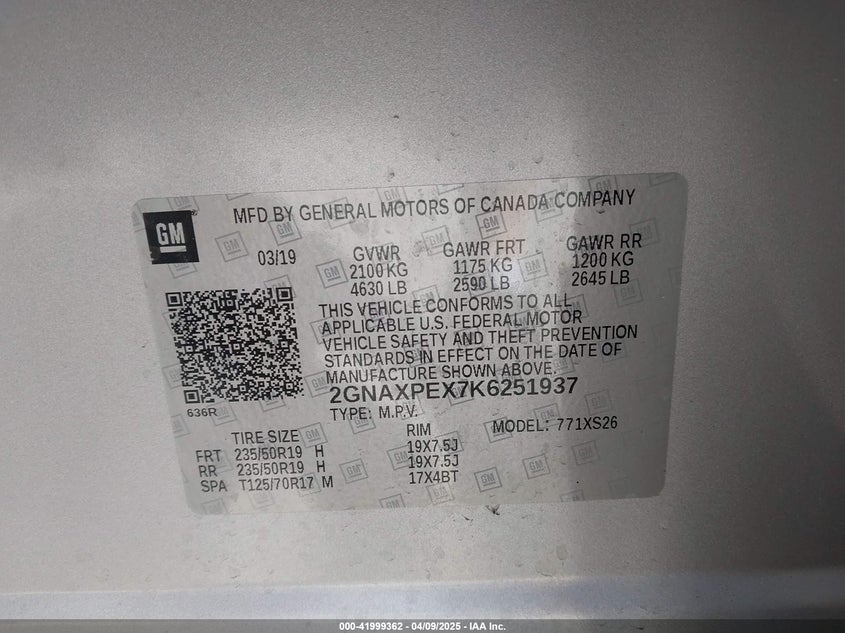 GM
MFD BY GENERAL MOTORS OF CANADA COMPANY
03/19 GVWR GAWR FRT GAWR RR
2100 KG 1175 KG 1200 KG
4630 LB 2590 LB 2645 LB
THIS VEHICLE CONFORMS TO ALL
APPLICABLE U.S. FEDERAL MOTOR
VEHICLE SAFETY AND THEFT PREVENTION
STANDARDS IN EFFECT ON THE DATE OF
MANUFACTURE SHOWN ABOVE.
2GNAXPEX7K6251937
636R
TYPE: M.P.V.
MODEL: 771XS26
TIRE SIZE RIM
FRT 235/50R19 H 19X7.5J
RR 235/50R19 H 19X7.5J
SPA T125/70R17 M 17X4BT
000-41999362 - 04/09/2025 - IAA Inc.